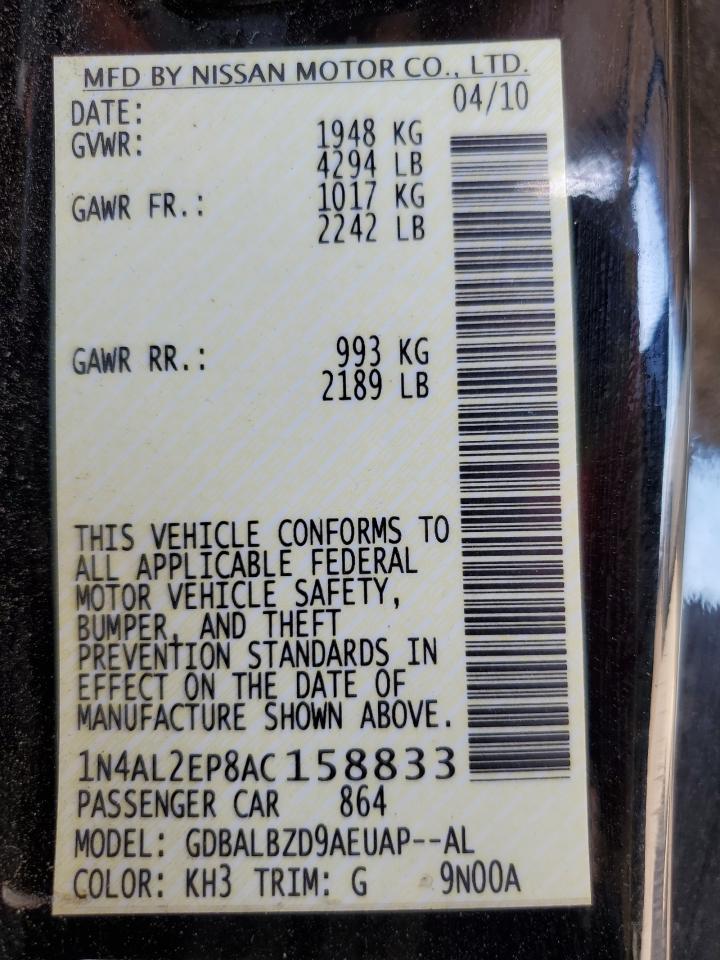 MFD BY NISSAN MOTOR CO., LTD.
DATE: 04/10
GVWR: 1948 KG
4294 LB
GAWR FR.: 1017 KG
2242 LB
GAWR RR.: 993 KG
2189 LB
THIS VEHICLE CONFORMS TO
ALL APPLICABLE FEDERAL
MOTOR VEHICLE SAFETY,
BUMPER, AND THEFT
PREVENTION STANDARDS IN
EFFECT ON THE DATE OF
MANUFACTURE SHOWN ABOVE.
1N4AL2EP8AC158833
PASSENGER CAR 864
MODEL: GDBALBZD9AEUAP--AL
COLOR: KH3 TRIM: G 9N00A